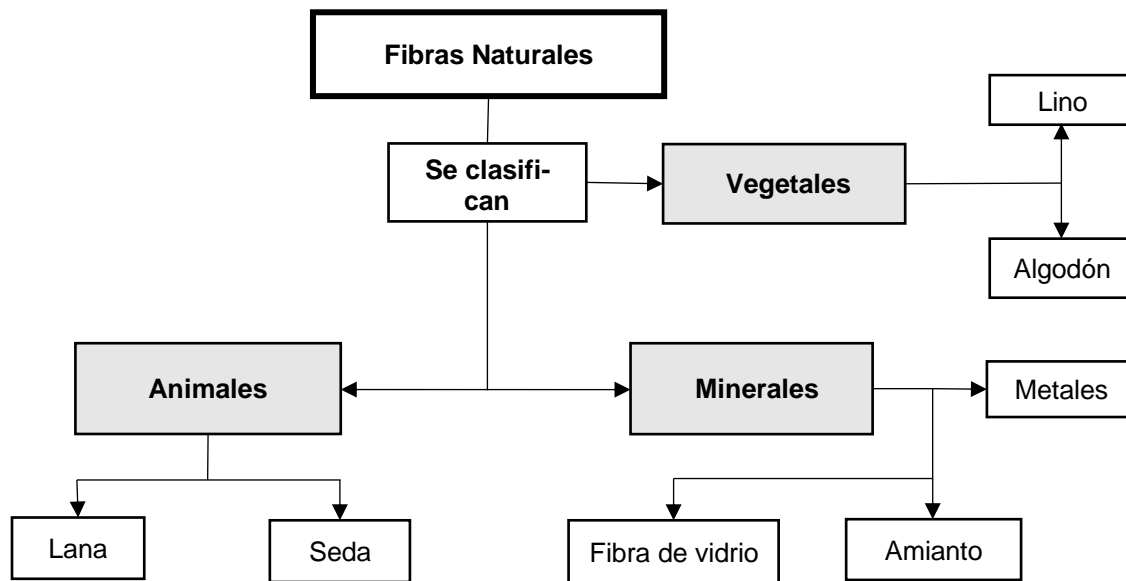 Fibras Naturales
Lino
Se clasifi-
can
Vegetales
Algodón
Animales
Minerales
Metales
Lana
Seda
Fibra de vidrio
Amianto